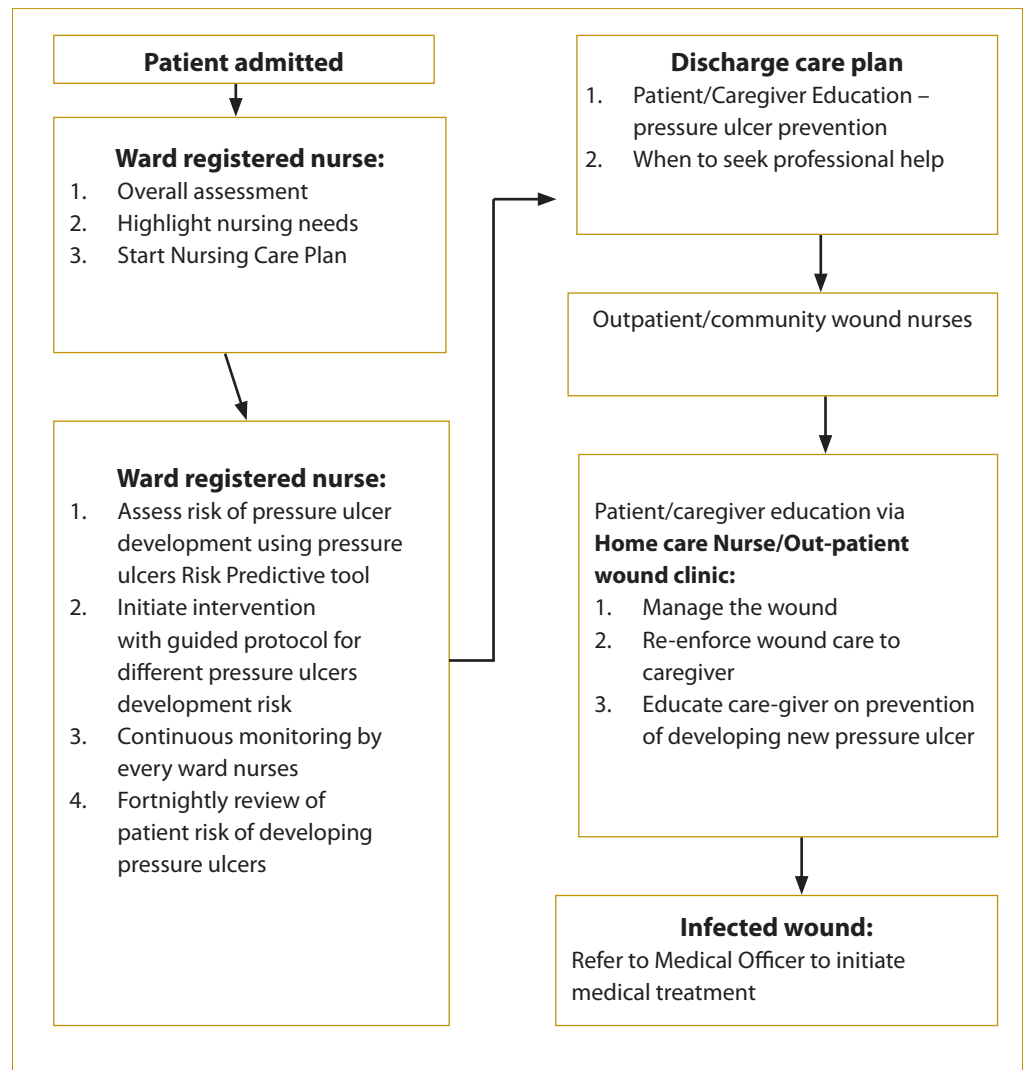 Patient admitted
Ward registered nurse:
1. Overall assessment
2. Highlight nursing needs
3. Start Nursing Care Plan
Ward registered nurse:
1. Assess risk of pressure ulcer
development using pressure
ulcers Risk Predictive tool
2. Initiate intervention
with guided protocol for
different pressure ulcers
development risk
3. Continuous monitoring by
every ward nurses
4. Fortnightly review of
patient risk of developing
pressure ulcers
Discharge care plan
1. Patient/Caregiver Education –
pressure ulcer prevention
2. When to seek professional help
Outpatient/community wound nurses
Patient/caregiver education via
Home care Nurse/Out-patient
wound clinic:
1. Manage the wound
2. Re-enforce wound care to
caregiver
3. Educate care-giver on prevention
of developing new pressure ulcer
Infected wound:
Refer to Medical Officer to initiate
medical treatment